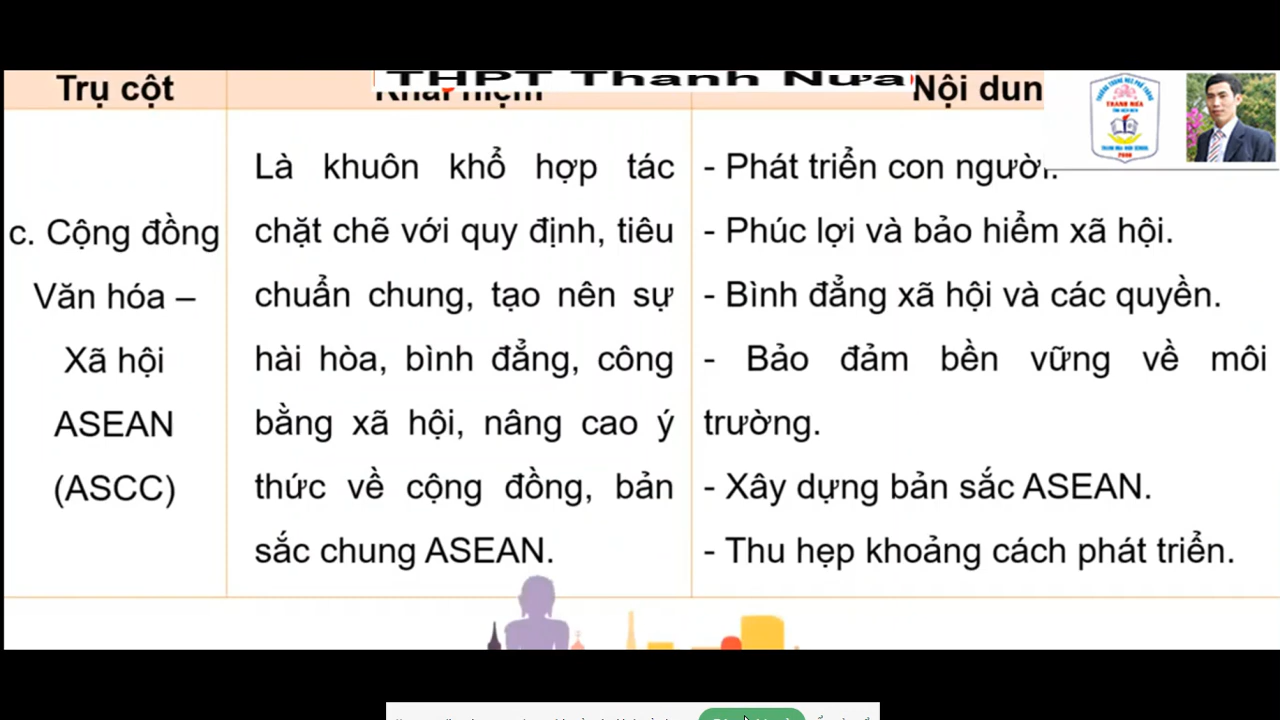 THPT Thanh Nưa
Trụ cột
Khái niệm
Nội dun
c. Cộng đồng
Văn hóa –
Xã hội
ASEAN
(ASCC)
Là khuôn khổ hợp tác
chặt chẽ với quy định, tiêu
chuẩn chung, tạo nên sự
hài hòa, bình đẳng, công
bằng xã hội, nâng cao ý
thức về cộng đồng, bản
sắc chung ASEAN.
- Phát triển con người.
- Phúc lợi và bảo hiểm xã hội.
- Bình đẳng xã hội và các quyền.
- Bảo đảm bền vững về môi
trường.
- Xây dựng bản sắc ASEAN.
- Thu hẹp khoảng cách phát triển.
THANH NƯA